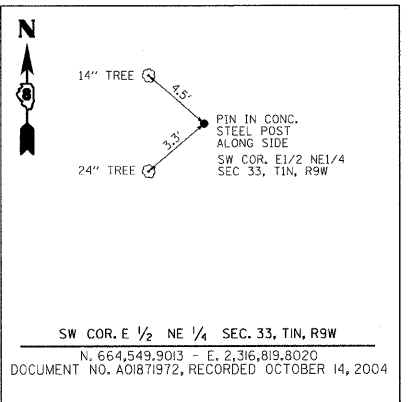 N
8
14" TREE
4.5'
PIN IN CONC.
STEEL POST
ALONG SIDE
3.3'
SW COR. E1/2 NE1/4
24" TREE
SEC 33, T1N, R9W
SW COR. E 1/2 NE 1/4 SEC. 33, T1N, R9W
N. 664,549.9013 - E. 2,316,819.8020
DOCUMENT NO. A01871972, RECORDED OCTOBER 14, 2004